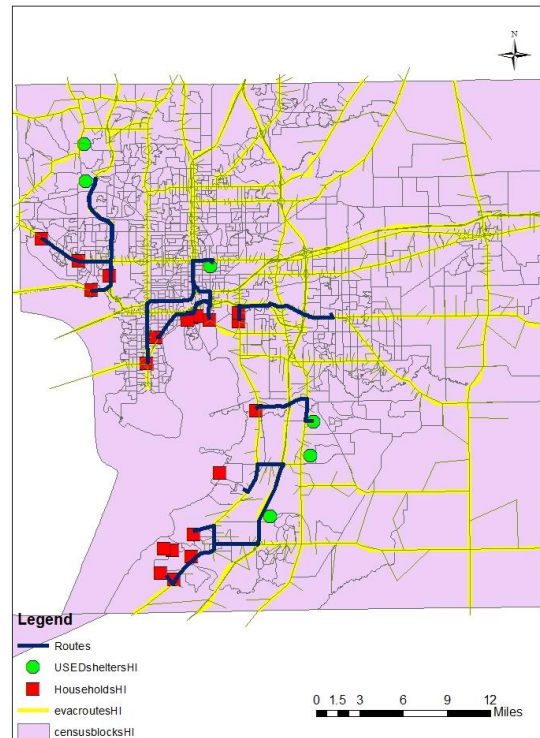 N
Legend
Routes
USEDsheltersHI
HouseholdsHI
evacroutesHI
censusblocksHI
0 1.5 3 6 9 12
Miles